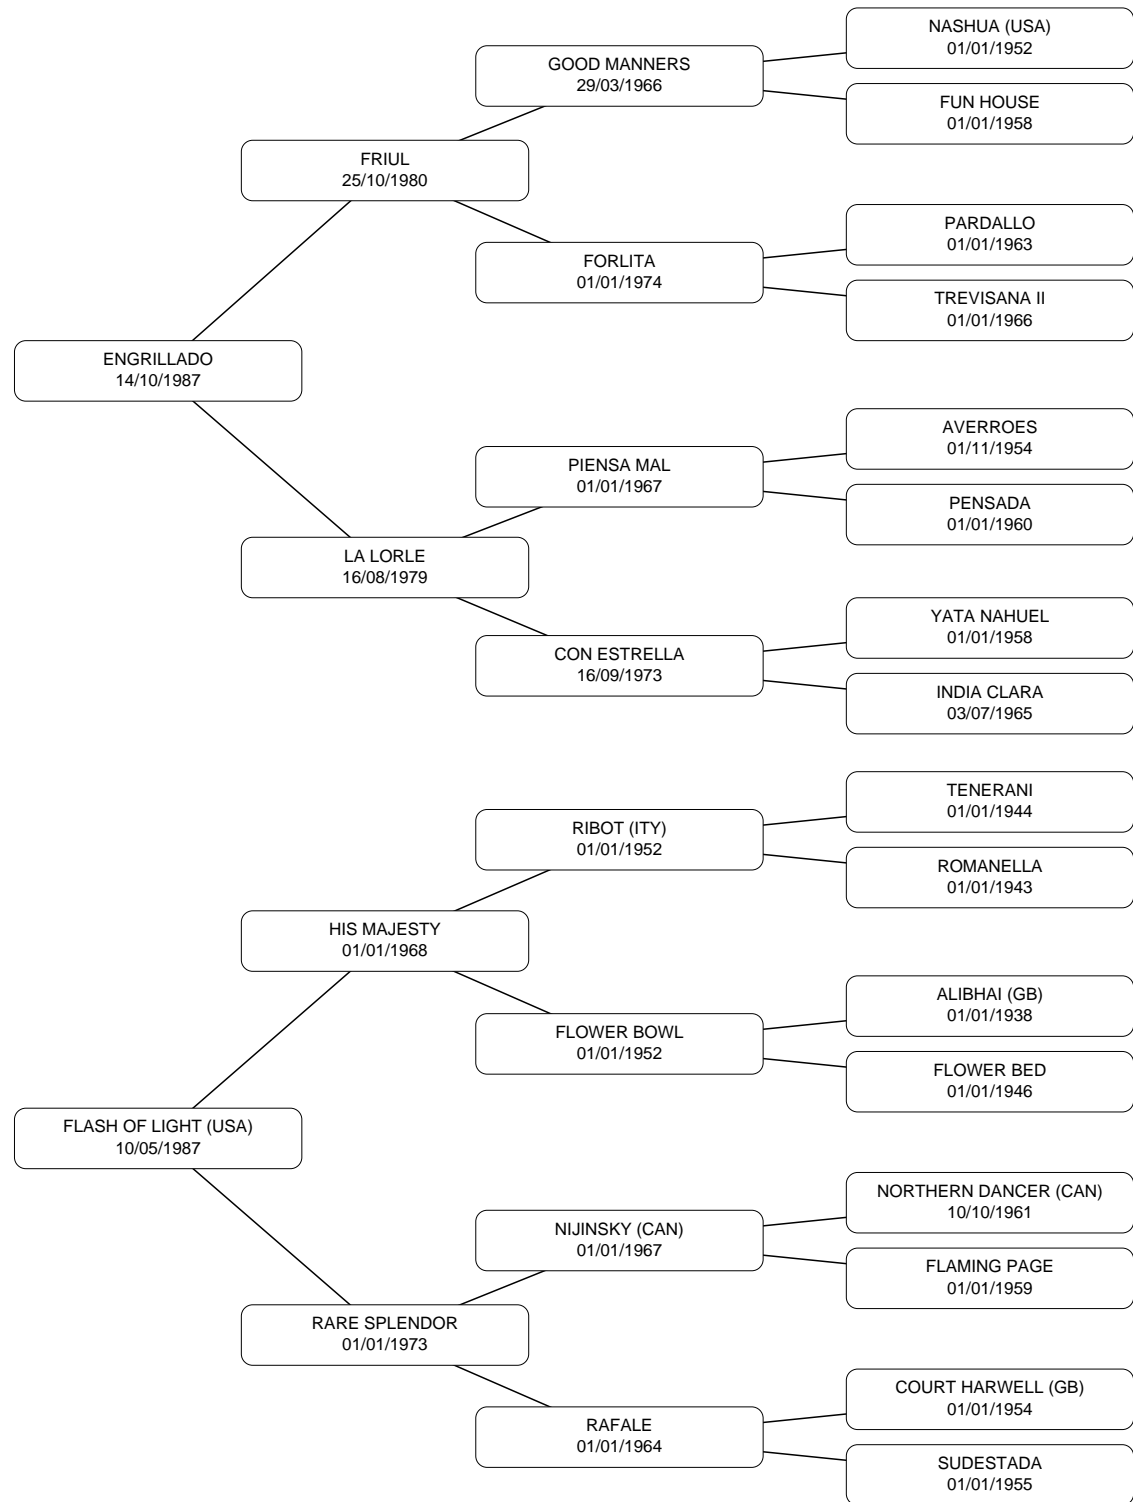 NASHUA (USA)
01/01/1952
GOOD MANNERS
29/03/1966
FUN HOUSE
01/01/1958
FRIUL
25/10/1980
PARDALLO
01/01/1963
FORLITA
01/01/1974
TREVISANA II
01/01/1966
ENGRILLADO
14/10/1987
AVERROES
01/11/1954
PIENSA MAL
01/01/1967
PENSADA
01/01/1960
LA LORLE
16/08/1979
YATA NAHUEL
01/01/1958
CON ESTRELLA
16/09/1973
INDIA CLARA
03/07/1965
TENERANI
01/01/1944
RIBOT (ITY)
01/01/1952
ROMANELLA
01/01/1943
HIS MAJESTY
01/01/1968
ALIBHAI (GB)
01/01/1938
FLOWER BOWL
01/01/1952
FLOWER BED
01/01/1946
FLASH OF LIGHT (USA)
10/05/1987
NORTHERN DANCER (CAN)
10/10/1961
NIJINSKY (CAN)
01/01/1967
FLAMING PAGE
01/01/1959
RARE SPLENDOR
01/01/1973
COURT HARWELL (GB)
01/01/1954
RAFALE
01/01/1964
SUDESTADA
01/01/1955